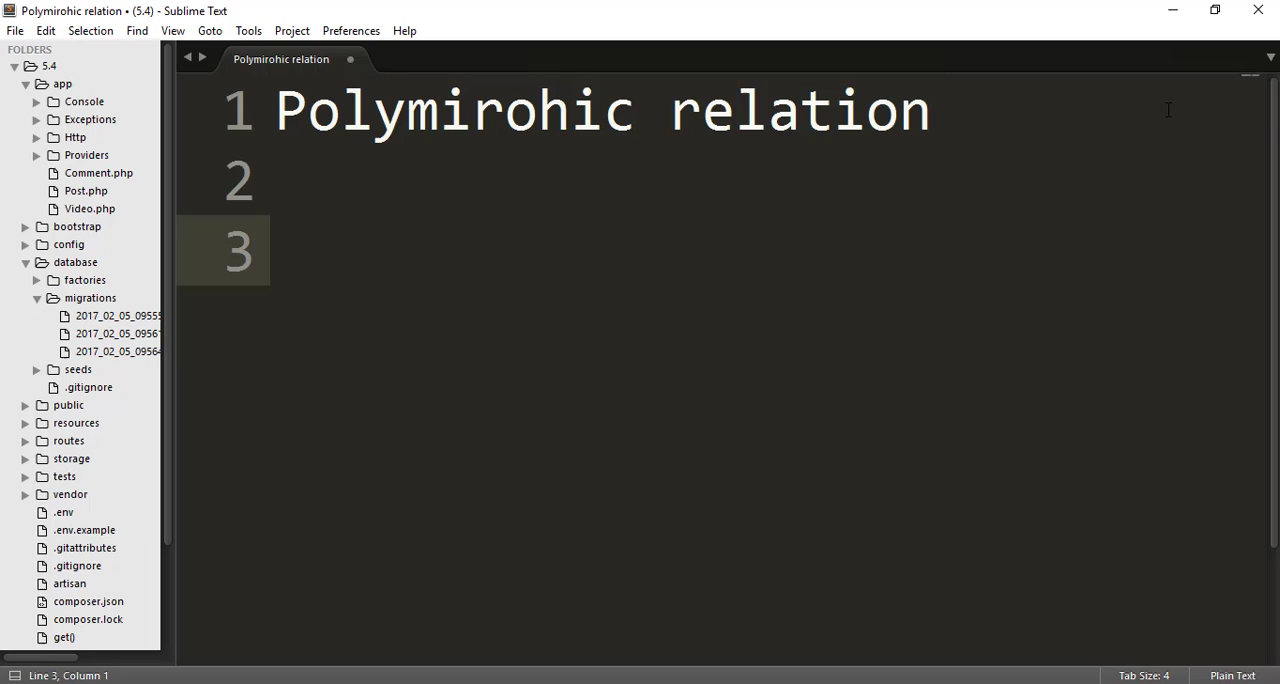 Polymirohic relation • (5.4) - Sublime Text
File Edit Selection Find View Goto Tools Project Preferences Help
FOLDERS
5.4
app
Console
Exceptions
Http
Providers
Comment.php
Post.php
Video.php
bootstrap
config
database
factories
migrations
2017_02_05_09555
2017_02_05_0956
2017_02_05_0956
seeds
.gitignore
public
resources
routes
storage
tests
vendor
.env
.env.example
.gitattributes
.gitignore
artisan
composer.json
composer.lock
get()
Polymirohic relation
1 Polymirohic relation
2
3
Line 3, Column 1 Tab Size: 4 Plain Text